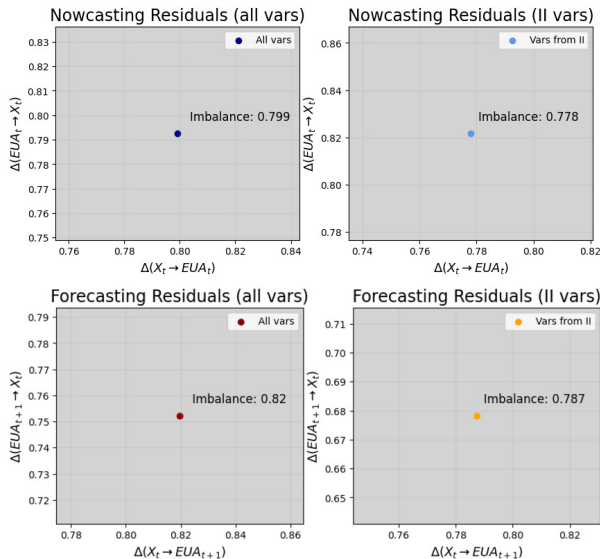 Nowcasting Residuals (all vars)
0.83
0.82
0.81
0.80
0.79
0.78
0.77
0.76
0.75
Δ(EUA_t → X_t)
All vars
Imbalance: 0.799
0.76
0.78
0.80
0.82
0.84
Δ(X_t → EUA_t)
Nowcasting Residuals (II vars)
0.86
0.84
0.82
0.80
0.78
Δ(EUA_t → X_t)
Vars from II
Imbalance: 0.778
0.74
0.76
0.78
0.80
0.82
Δ(X_t → EUA_t)
Forecasting Residuals (all vars)
0.79
0.78
0.77
0.76
0.75
0.74
0.73
0.72
Δ(EUA_{t+1} → X_t)
All vars
Imbalance: 0.82
0.78
0.80
0.82
0.84
0.86
Δ(X_t → EUA_{t+1})
Forecasting Residuals (II vars)
0.71
0.70
0.69
0.68
0.67
0.66
0.65
Δ(EUA_{t+1} → X_t)
Vars from II
Imbalance: 0.787
0.76
0.78
0.80
0.82
Δ(X_t → EUA_{t+1})